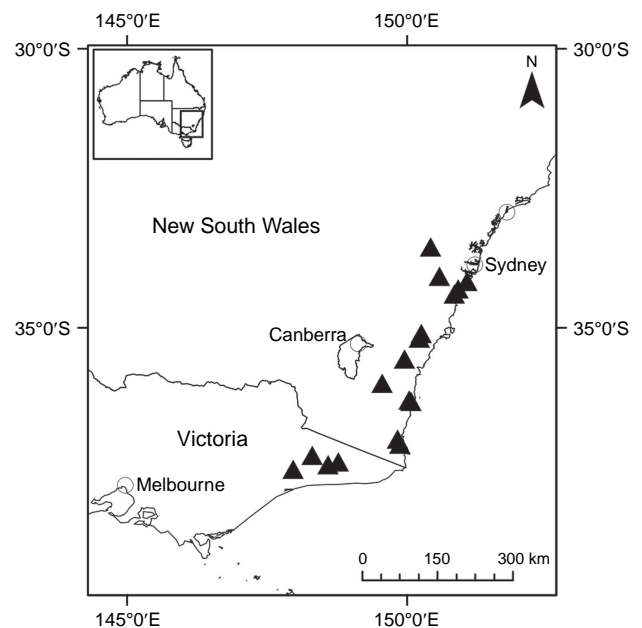 145°0′E 150°0′E
30°0′S 30°0′S
N
New South Wales
Sydney
35°0′S 35°0′S
Canberra
Victoria
Melbourne
0 150 300 km
145°0′E 150°0′E